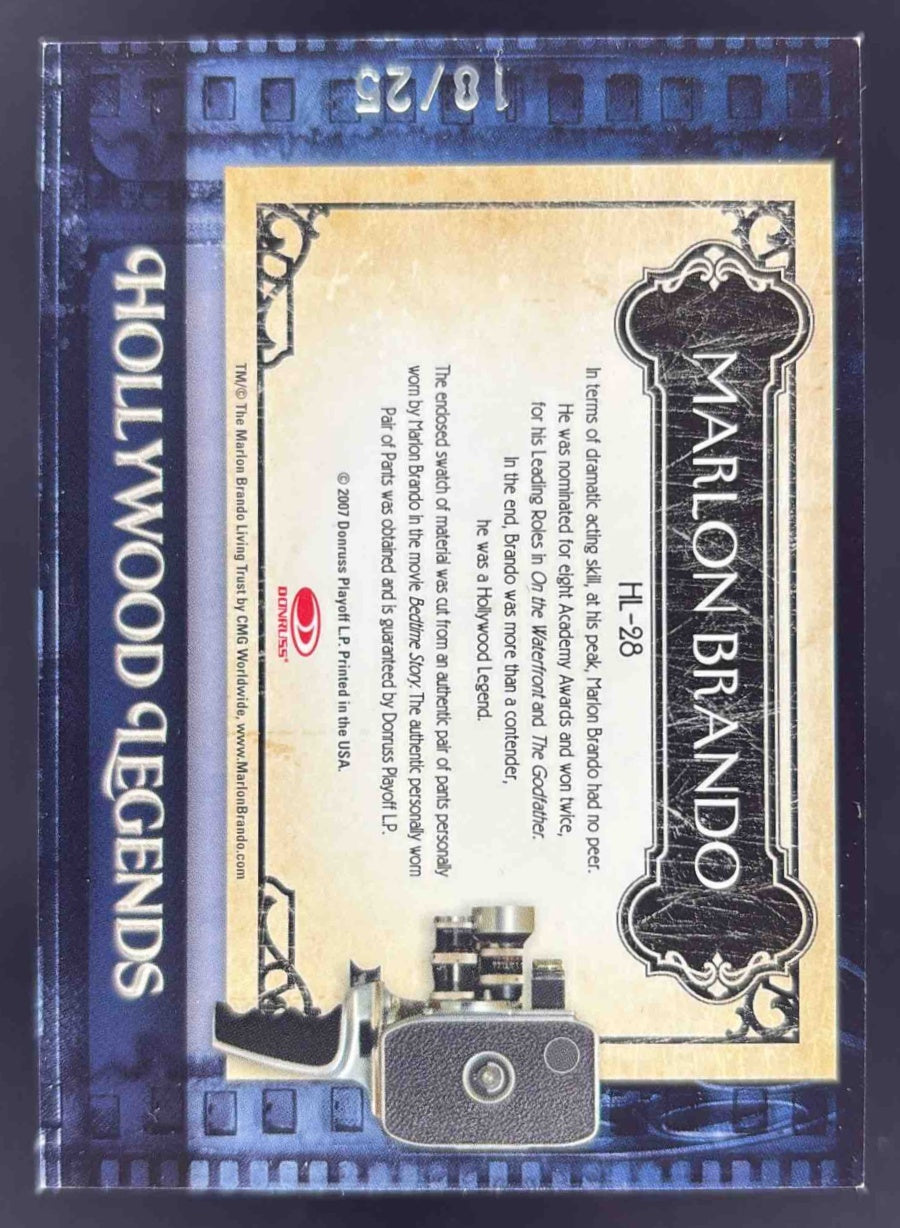 MARLON BRANDO
HL-28
In terms of dramatic acting skill, at his peak, Marlon Brando had no peer.
He was nominated for eight Academy Awards and won twice,
for his Leading Roles in On the Waterfront and The Godfather.
In the end, Brando was more than a contender,
he was a Hollywood Legend.
The enclosed swatch of material was cut from an authentic pair of pants personally
worn by Marlon Brando in the movie Bedtime Story. The authentic personally worn
Pair of Pants was obtained and is guaranteed by Donruss Playoff L.P.
© 2007 Donruss Playoff L.P. Printed in the USA.
DONRUSS®
TM/© The Marlon Brando Living Trust by CMG Worldwide, www.MarlonBrando.com
HOLLYWOOD LEGENDS
18/25